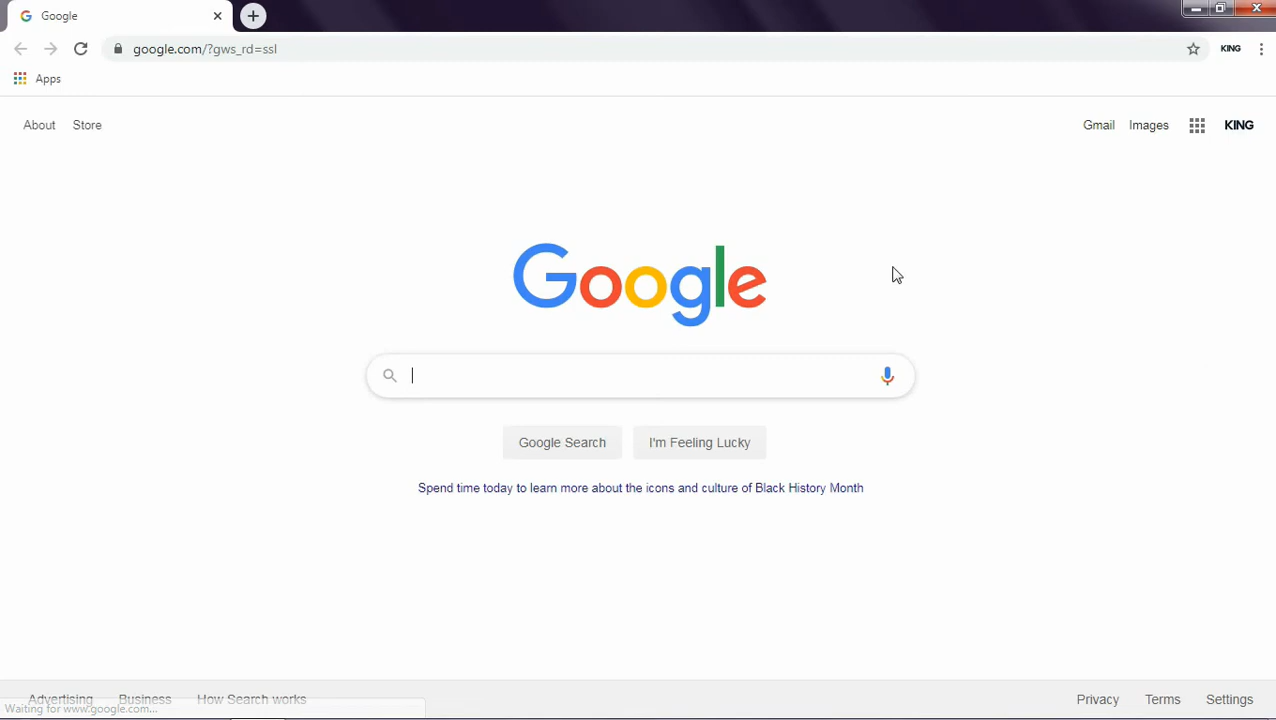 Google
google.com/?gws_rd=ssl
KING
Apps
About Store
Gmail Images KING
Google
Google Search I'm Feeling Lucky
Spend time today to learn more about the icons and culture of Black History Month
Advertising Business How Search works
Privacy Terms Settings
Waiting for www.google.com...